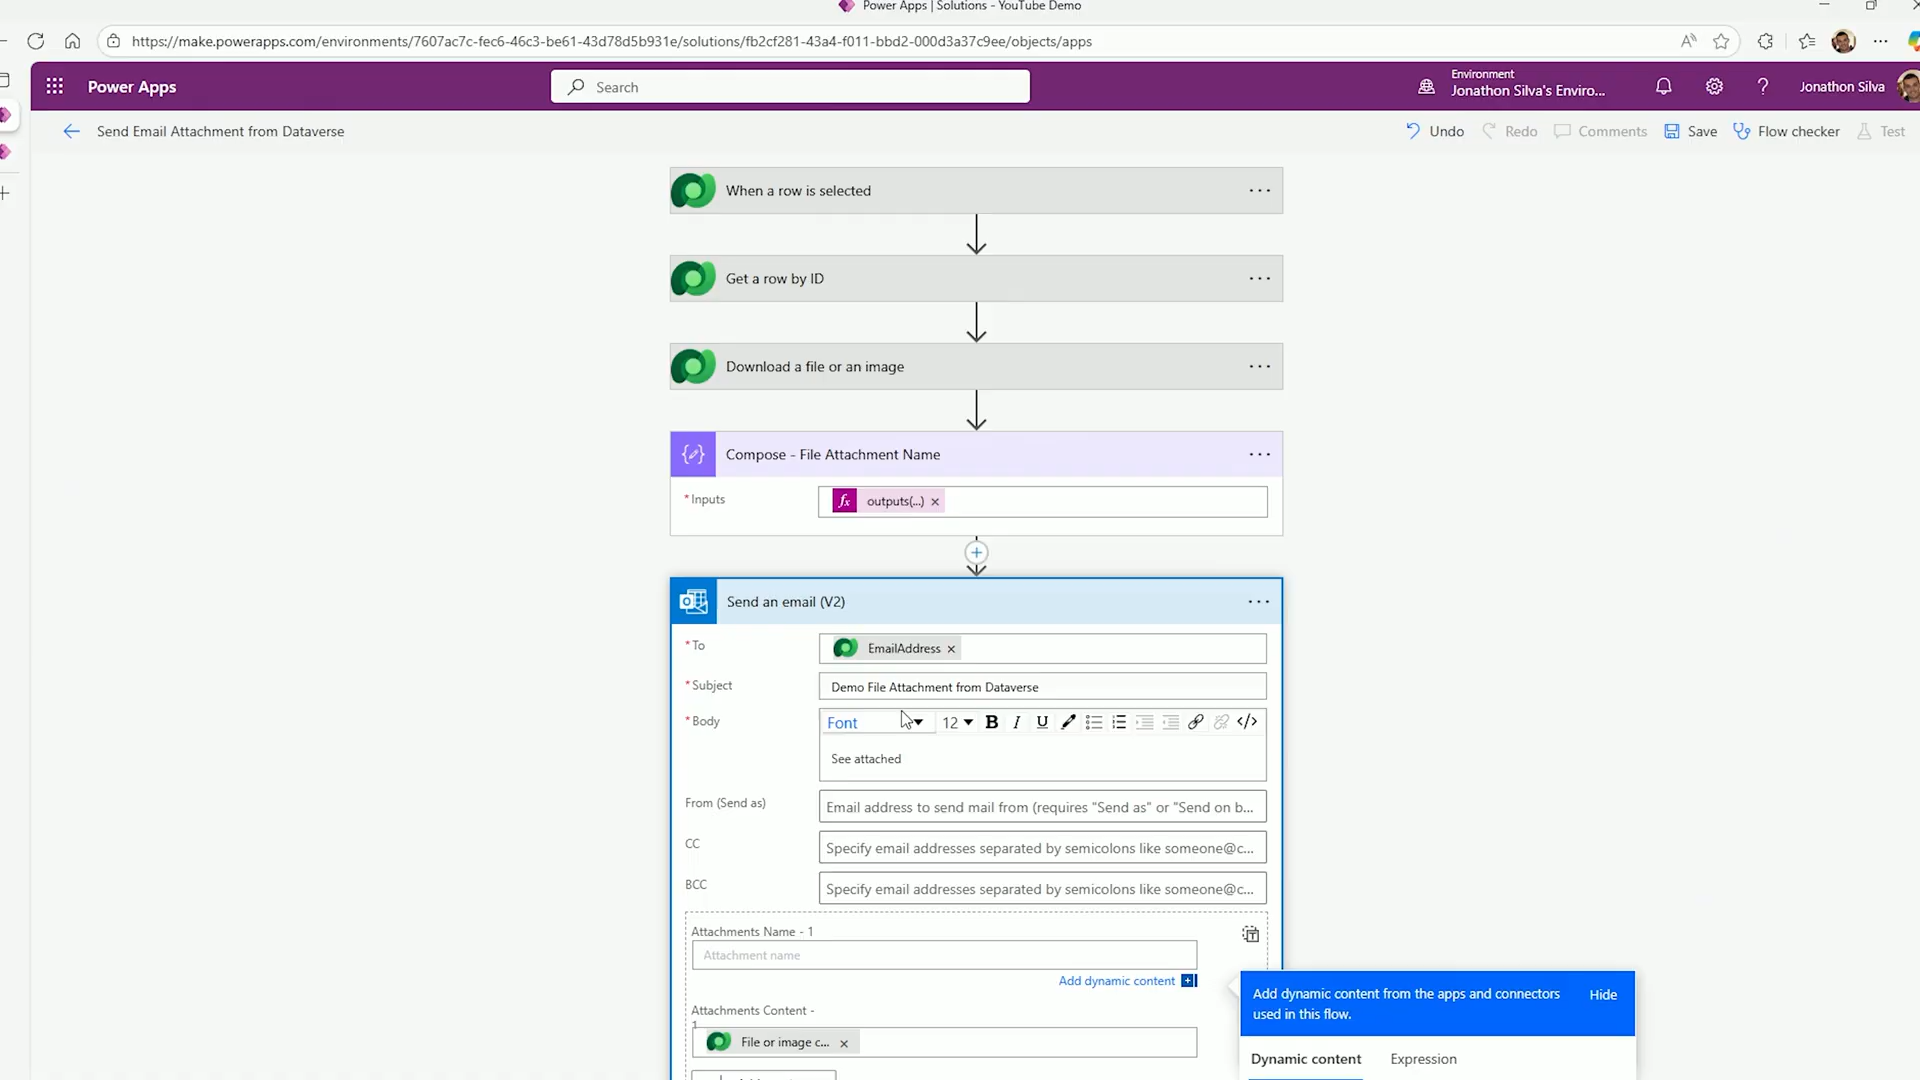 Power Apps | Solutions - YouTube Demo
https://make.powerapps.com/environments/7607ac7c-fec6-46c3-be61-43d78d5b931e/solutions/fb2cf281-43a4-f011-bbd2-000d3a37c9ee/objects/apps
Power Apps
Search
Environment
Jonathon Silva's Enviro...
Jonathon Silva
Send Email Attachment from Dataverse
Undo
Redo
Comments
Save
Flow checker
Test
When a row is selected
Get a row by ID
Download a file or an image
Compose - File Attachment Name
* Inputs
fx outputs(...) ×
Send an email (V2)
* To
EmailAddress ×
* Subject
Demo File Attachment from Dataverse
* Body
Font
12
B I U
</>
See attached
From (Send as)
Email address to send mail from (requires "Send as" or "Send on b...
CC
Specify email addresses separated by semicolons like someone@c...
BCC
Specify email addresses separated by semicolons like someone@c...
Attachments Name - 1
Attachment name
Add dynamic content
Attachments Content -
1
File or image c... ×
Add dynamic content from the apps and connectors
used in this flow.
Hide
Dynamic content
Expression